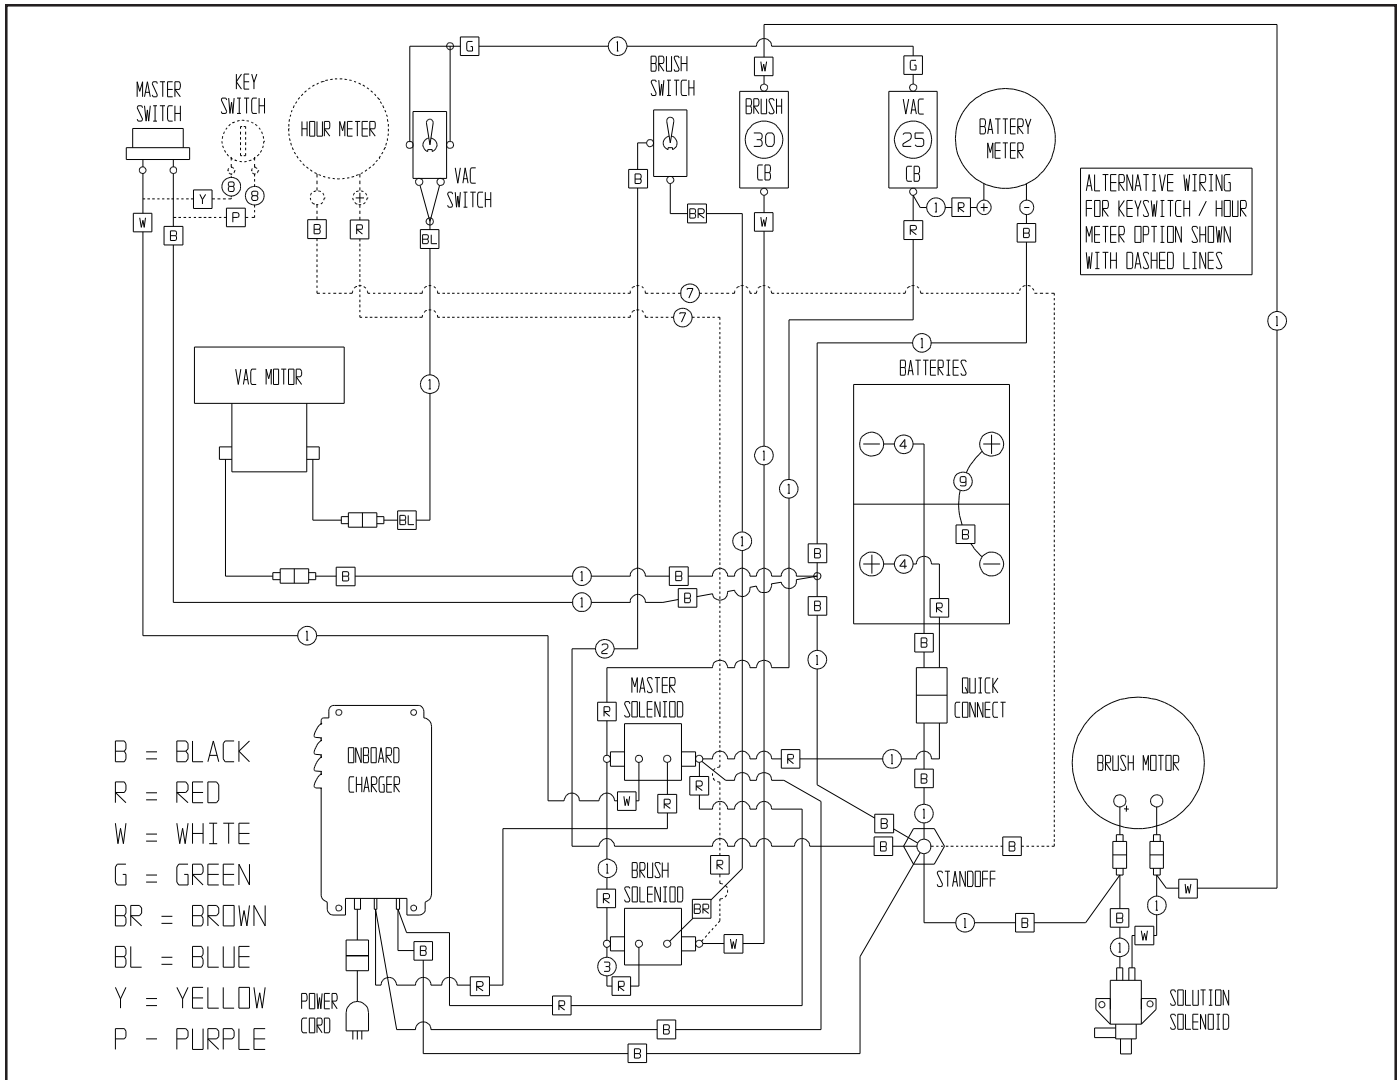 G
1
BRUSH
SWITCH
W
G
KEY
SWITCH
MASTER
SWITCH
HOUR METER
BRUSH
30
CB
VAC
25
CB
BATTERY
METER
VAC
SWITCH
B
8
8
Y
P
W
B
B
R
BL
BR
W
1
R
+
-
R
B
ALTERNATIVE WIRING
FOR KEYSWITCH / HOUR
METER OPTION SHOWN
WITH DASHED LINES
7
7
1
1
BATTERIES
VAC MOTOR
1
4
1
9
1
BL
B
1
B
4
B
1
B
B
1
B
B
R
1
2
B
1
MASTER
SOLENIOD
R
QUICK
CONNECT
ONBOARD
CHARGER
R
1
R
B
W
R
1
BRUSH MOTOR
+
B
B
B
STANDOFF
BRUSH
SOLENIOD
1
R
R
BR
W
3
R
B
R
R
B
B
1
B
W
1
B
W
1
POWER
CORD
SOLUTION
SOLENOID
B = BLACK
R = RED
W = WHITE
G = GREEN
BR = BROWN
BL = BLUE
Y = YELLOW
P - PURPLE